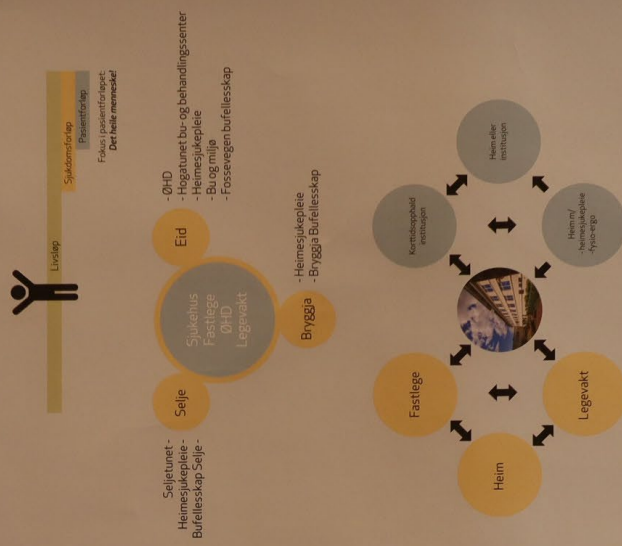 Livsløp
Sjukdomsforløp
Pasientforløp
Fokus i pasientforløpet:
Det heile mennesket!
Seljetunet -
Heimesjukepleie -
Bufellesskap Selje -
Selje
Sjukehus
Fastlege
ØHD
Legevakt
Eid
- ØHD
- Hogatunet bu- og behandlingssenter
- Heimesjukepleie
- Bu og miljø
- Fossevegen bufellesskap
Bryggja
- Heimesjukepleie
- Bryggja Bufellesskap
Heim
Fastlege
Legevakt
Korttidsopphald
institusjon
Heim m/
- heimesjukepleie
-fysio-ergo
Heim eller
institusjon